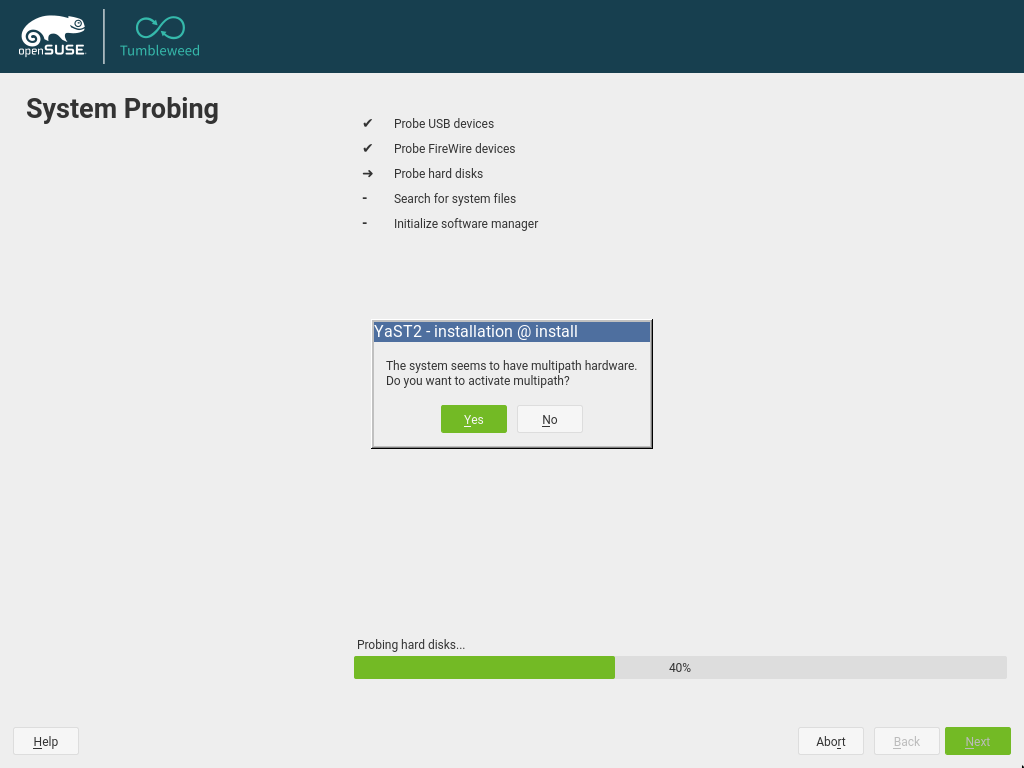 openSUSE.
Tumbleweed
System Probing
✔ Probe USB devices
✔ Probe FireWire devices
➜ Probe hard disks
- Search for system files
- Initialize software manager
YaST2 - installation @ install
The system seems to have multipath hardware.
Do you want to activate multipath?
Yes No
Probing hard disks...
40%
Help Abort Back Next